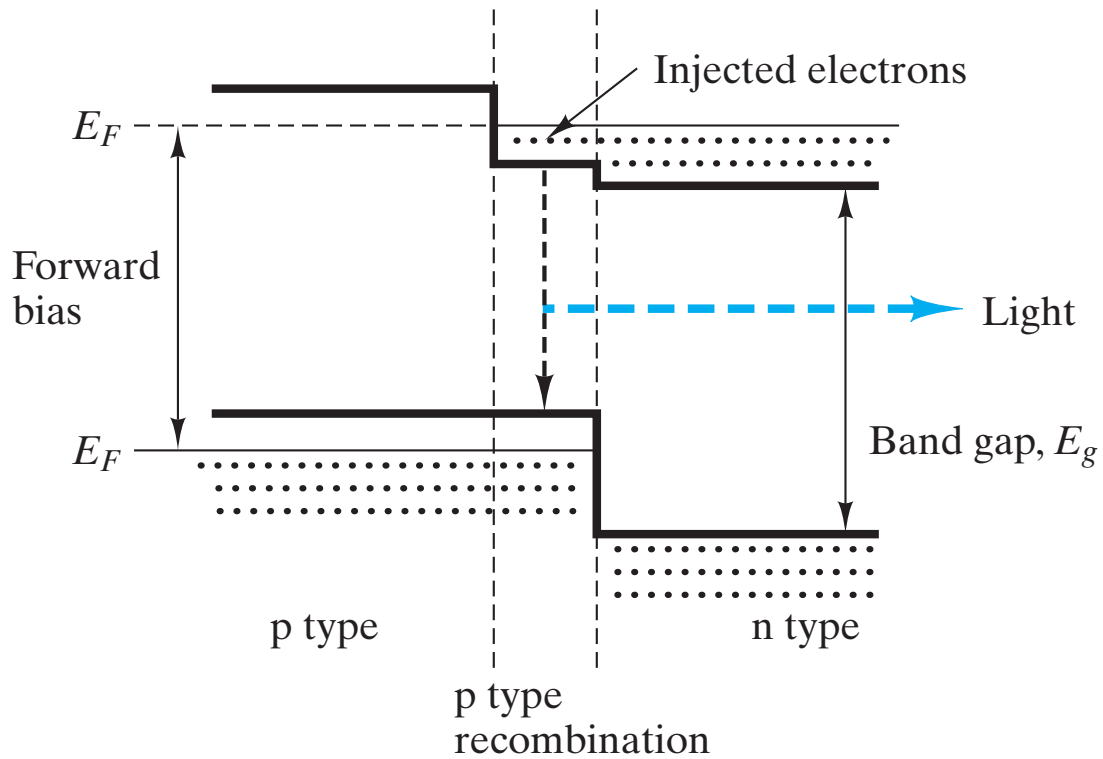 Injected electrons
E_F
Forward
bias
Light
E_F
Band gap, E_g
p type
n type
p type
recombination